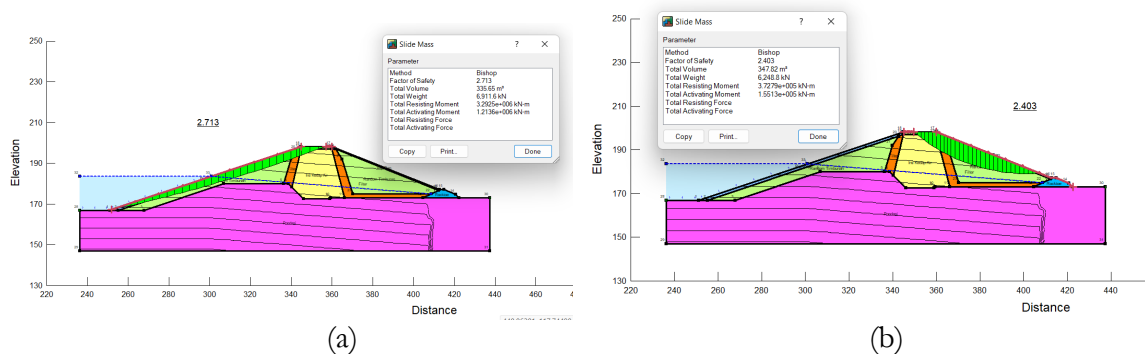 250
230
210
190
170
150
130
Elevation
220 240 260 280 300 320 340 360 380 400 420 440 460
Distance
2.713
Slide Mass ? ×
Parameter
Method Bishop
Factor of Safety 2.713
Total Volume 335.65 m³
Total Weight 6,911.6 kN
Total Resisting Moment 3.2925e+006 kN-m
Total Activating Moment 1.2136e+006 kN-m
Total Resisting Force
Total Activating Force
Copy Print.. Done
(a)
250
230
210
190
170
150
130
Elevation
220 240 260 280 300 320 340 360 380 400 420 440
Distance
2.403
Slide Mass ? ×
Parameter
Method Bishop
Factor of Safety 2.403
Total Volume 347.82 m³
Total Weight 6,248.8 kN
Total Resisting Moment 3.7279e+005 kN-m
Total Activating Moment 1.5513e+005 kN-m
Total Resisting Force
Total Activating Force
Copy Print.. Done
Filter
(b)